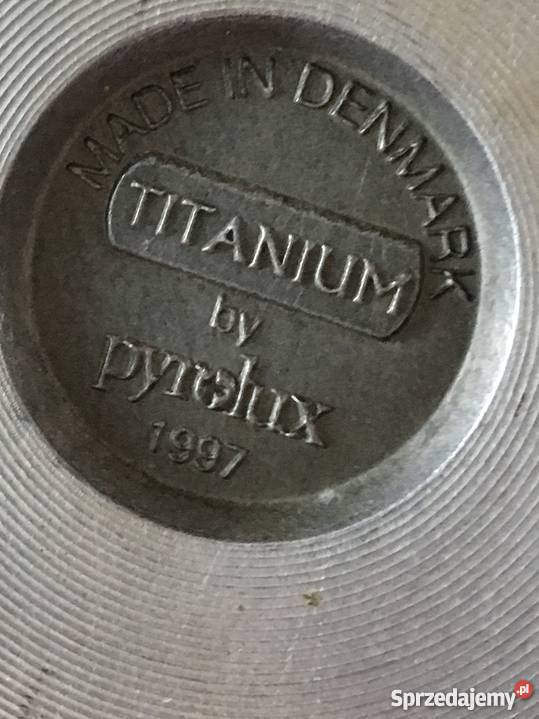 MADE IN DENMARK
TITANIUM
by
pyrolux
1997
Sprzedajemy.pl